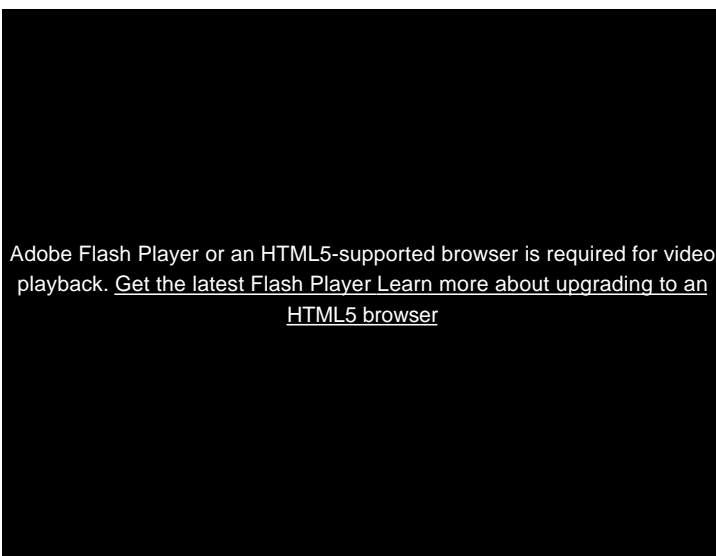 Adobe Flash Player or an HTML5-supported browser is required for video
playback. Get the latest Flash Player Learn more about upgrading to an
HTML5 browser